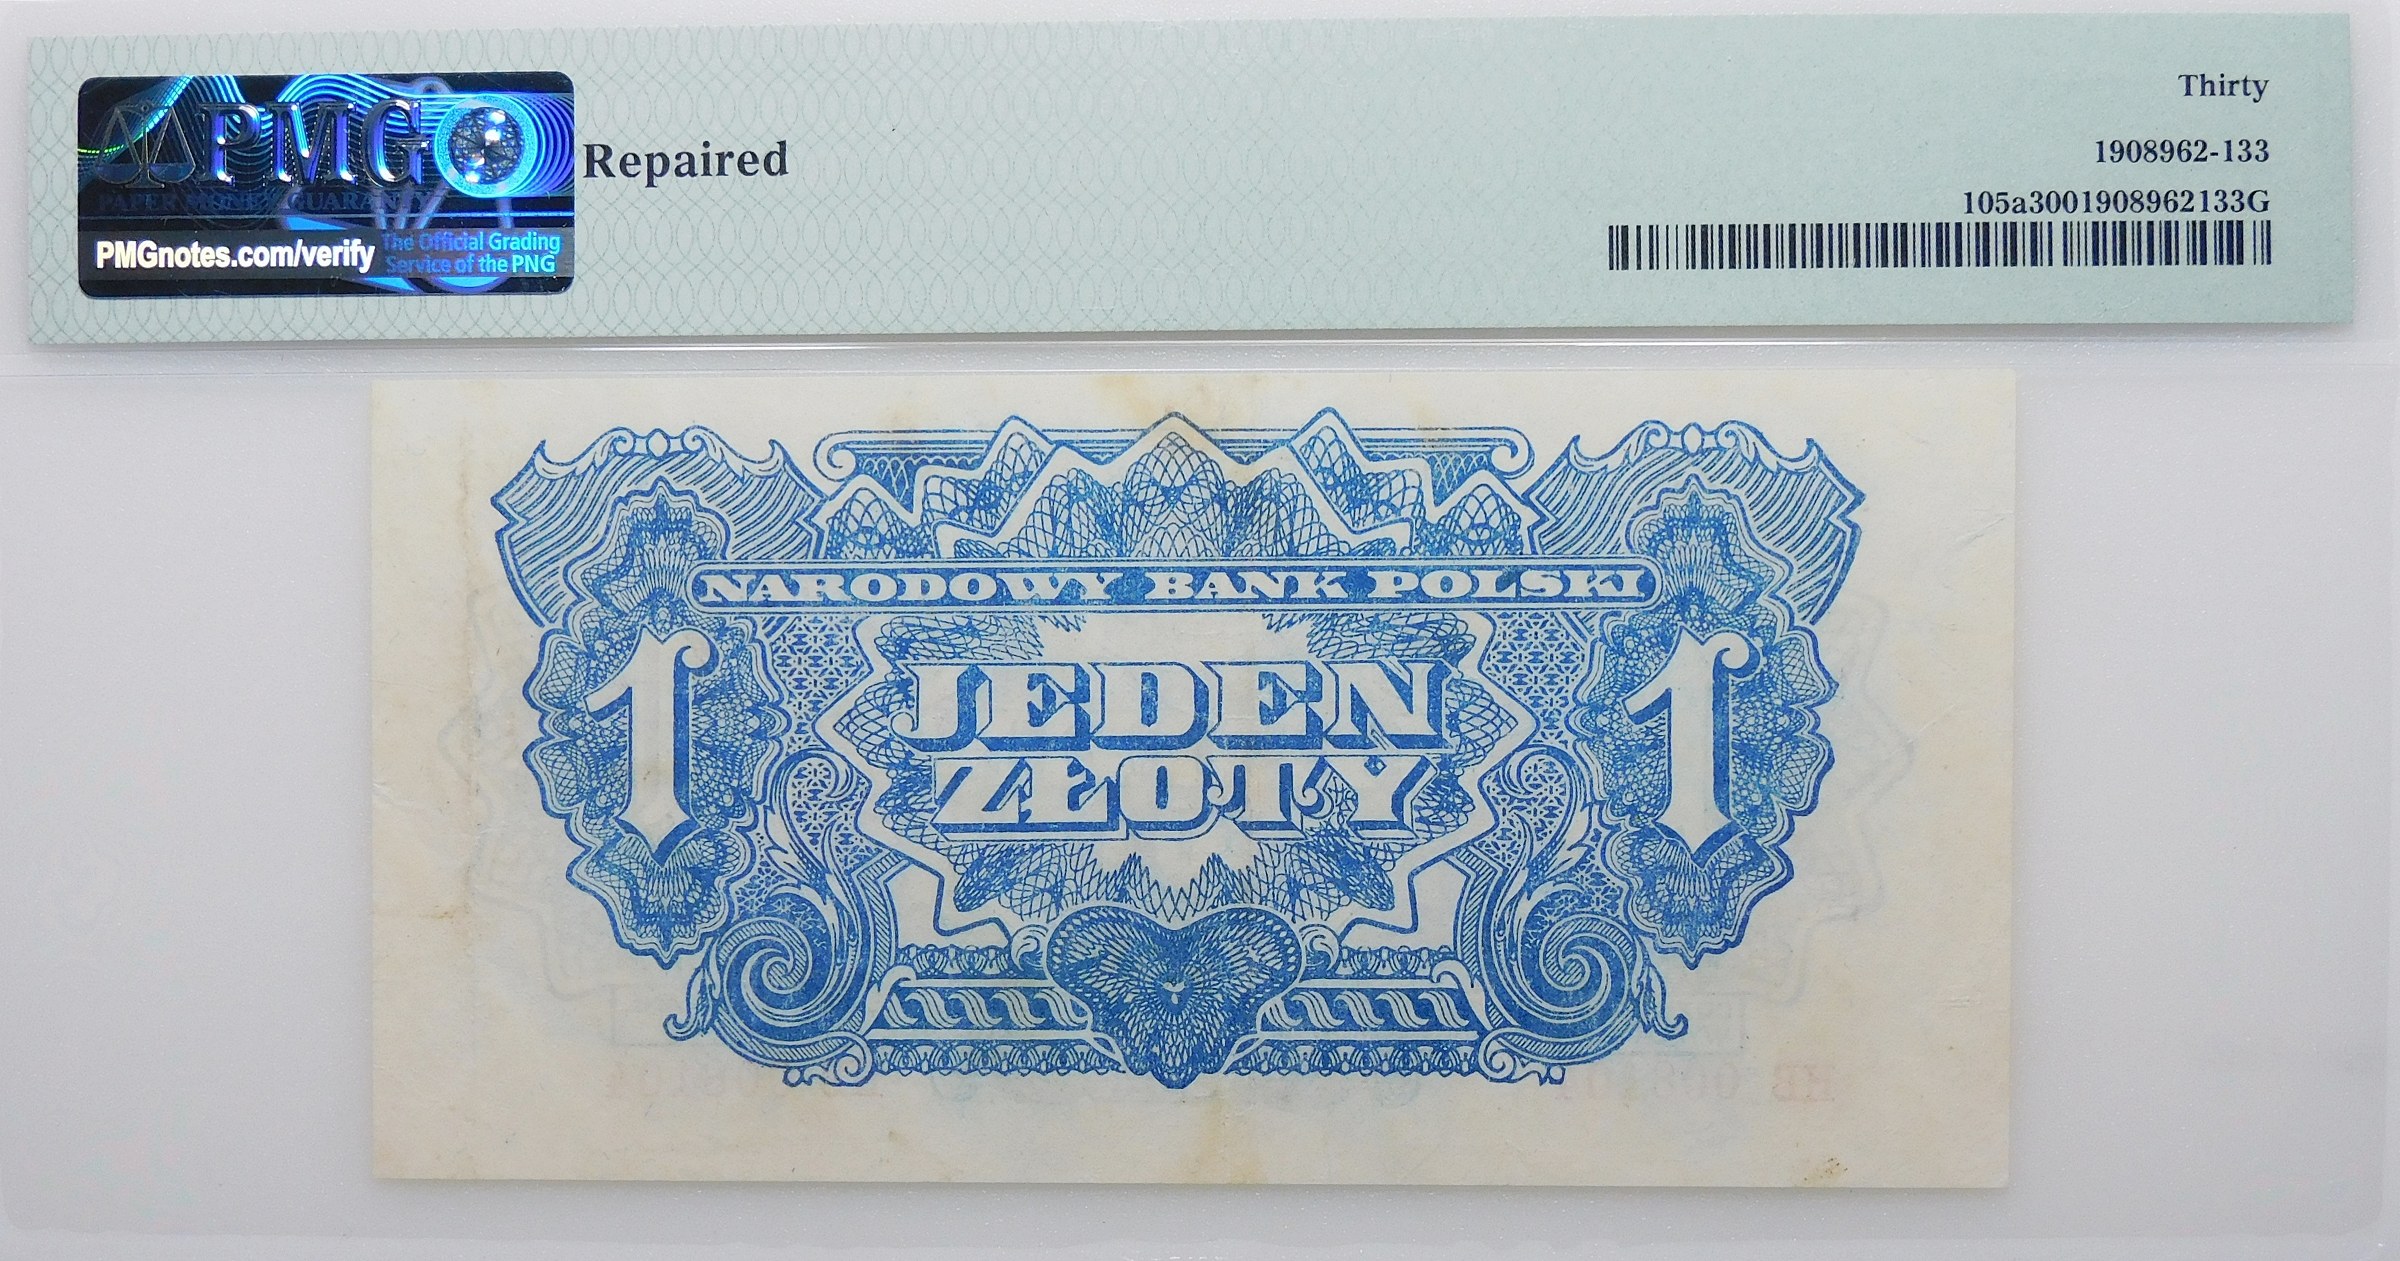 PMG
PAPER MONEY GUARANTY
PMGnotes.com/verify
The Official Grading
Service of the PNG
Repaired
Thirty
1908962-133
105a3001908962133G
NARODOWY BANK POLSKI
1
1
JEDEN
ZŁOTY